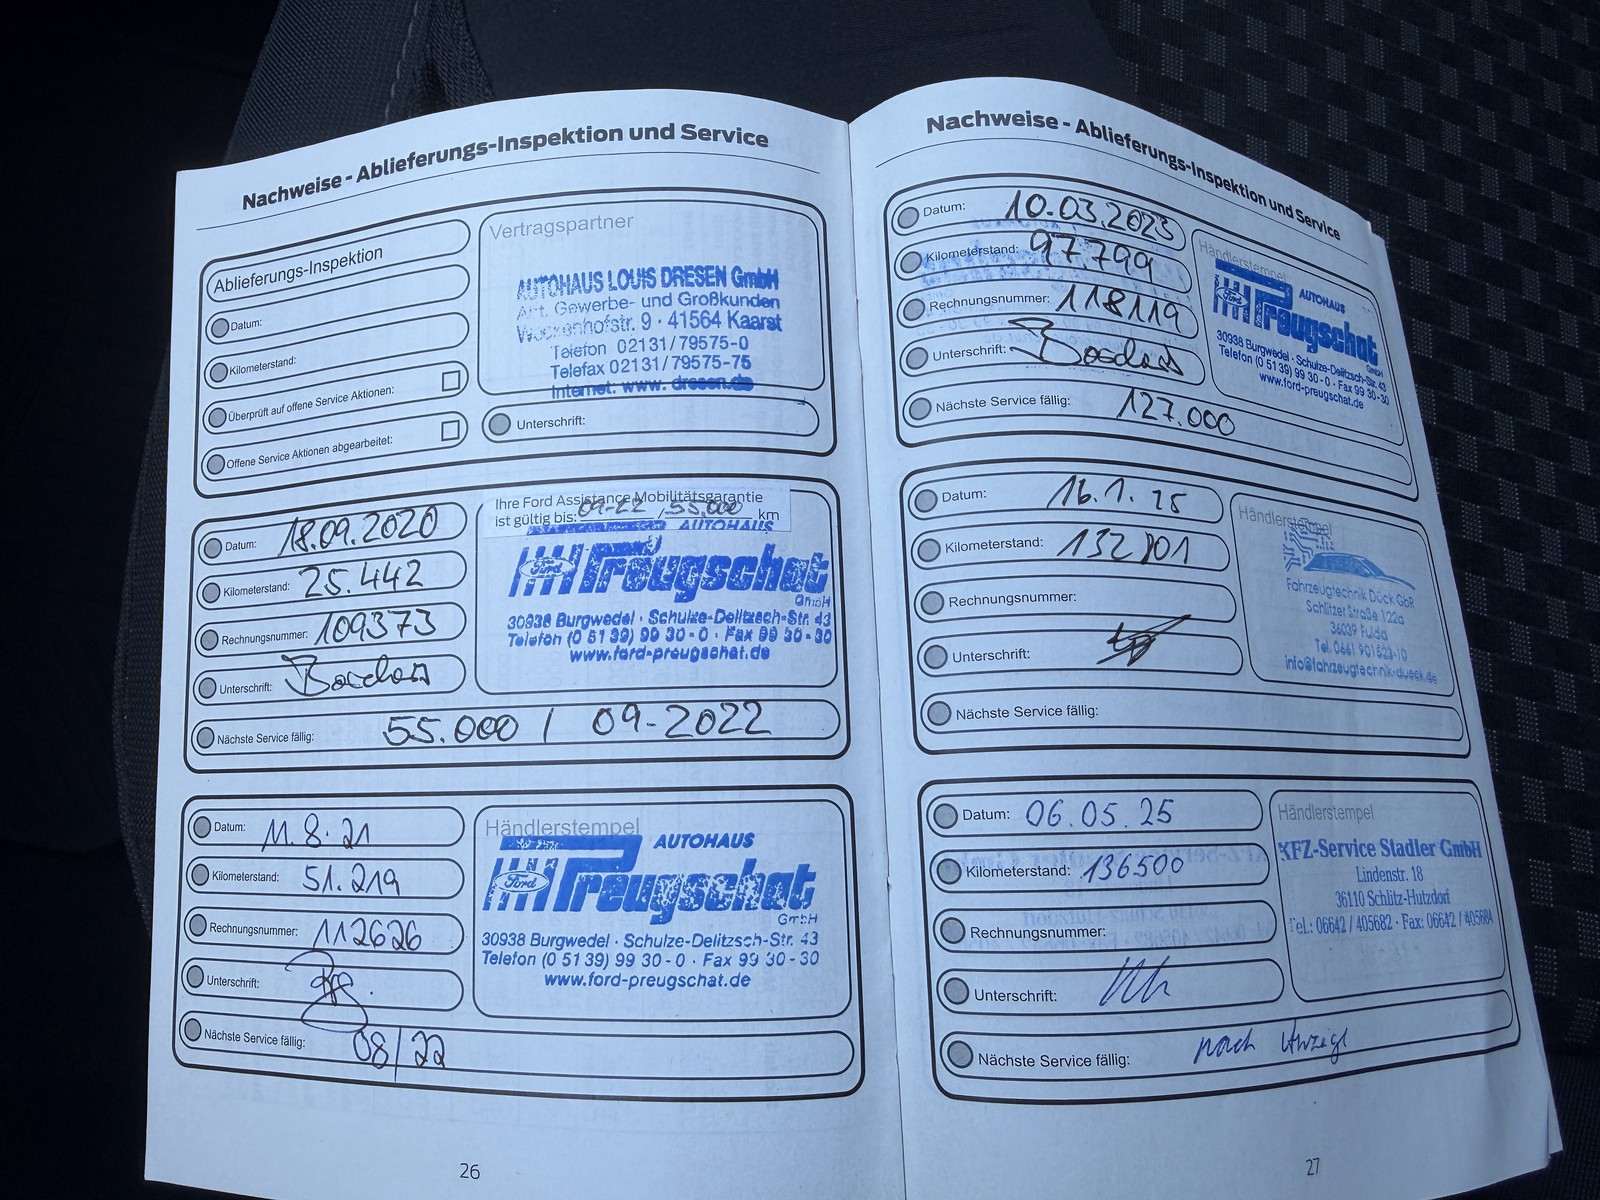 Nachweise - Ablieferungs-Inspektion und Service
Ablieferungs-Inspektion
Datum:
Kilometerstand:
Überprüft auf offene Service Aktionen:
Offene Service Aktionen abgearbeitet:
Vertragspartner
AUTOHAUS LOUIS DRESEN GmbH
Abt. Gewerbe- und Großkunden
9 · 41564 Kaarst
Telefon 02131/79575-0
Telefax 02131/79575-75
Internet: www. dresen.de
Unterschrift:
Datum: 18.09.2020
Kilometerstand: 25.442
Rechnungsnummer: 109373
Unterschrift:
Nächste Service fällig: 55.000 / 09-2022
Ihre Ford Assistance Mobilitätsgarantie
ist gültig bis: 09-22 / 55.000 km
AUTOHAUS
Ford Preugschat
GmbH
30938 Burgwedel · Schulze-Delitzsch-Str. 43
Telefon (0 51 39) 99 30 - 0 · Fax 99 30 - 30
www.ford-preugschat.de
Datum: 11.8.21
Kilometerstand: 51.219
Rechnungsnummer: 112626
Unterschrift:
Nächste Service fällig: 08/22
Händlerstempel
AUTOHAUS
Ford Preugschat
GmbH
30938 Burgwedel · Schulze-Delitzsch-Str. 43
Telefon (0 51 39) 99 30 - 0 · Fax 99 30 - 30
www.ford-preugschat.de
26
Nachweise - Ablieferungs-Inspektion und Service
Datum: 10.03.2023
Kilometerstand: 97.799
Rechnungsnummer: 118119
Unterschrift:
Nächste Service fällig: 127.000
Händlerstempel
AUTOHAUS
Ford Preugschat
GmbH
30938 Burgwedel · Schulze-Delitzsch-Str. 43
Telefon (0 51 39) 99 30 - 0 · Fax 99 30 - 30
www.ford-preugschat.de
Datum: 16.1.25
Kilometerstand:
Rechnungsnummer:
Unterschrift:
Nächste Service fällig:
Händlerstempel
Fahrzeugtechnik Dück GbR
Schlitzer Straße 122a
36039 Fulda
Tel. 0661 901523-10
info@fahrzeugtechnik-dueck.de
Datum: 06.05.25
Kilometerstand: 136500
Rechnungsnummer:
Unterschrift:
Nächste Service fällig: nach Anzeige
Händlerstempel
KFZ-Service Stadler GmbH
Lindenstr. 18
36110 Schlitz-Hutzdorf
Tel.: 06642 / 405682 · Fax: 06642 / 405684
27